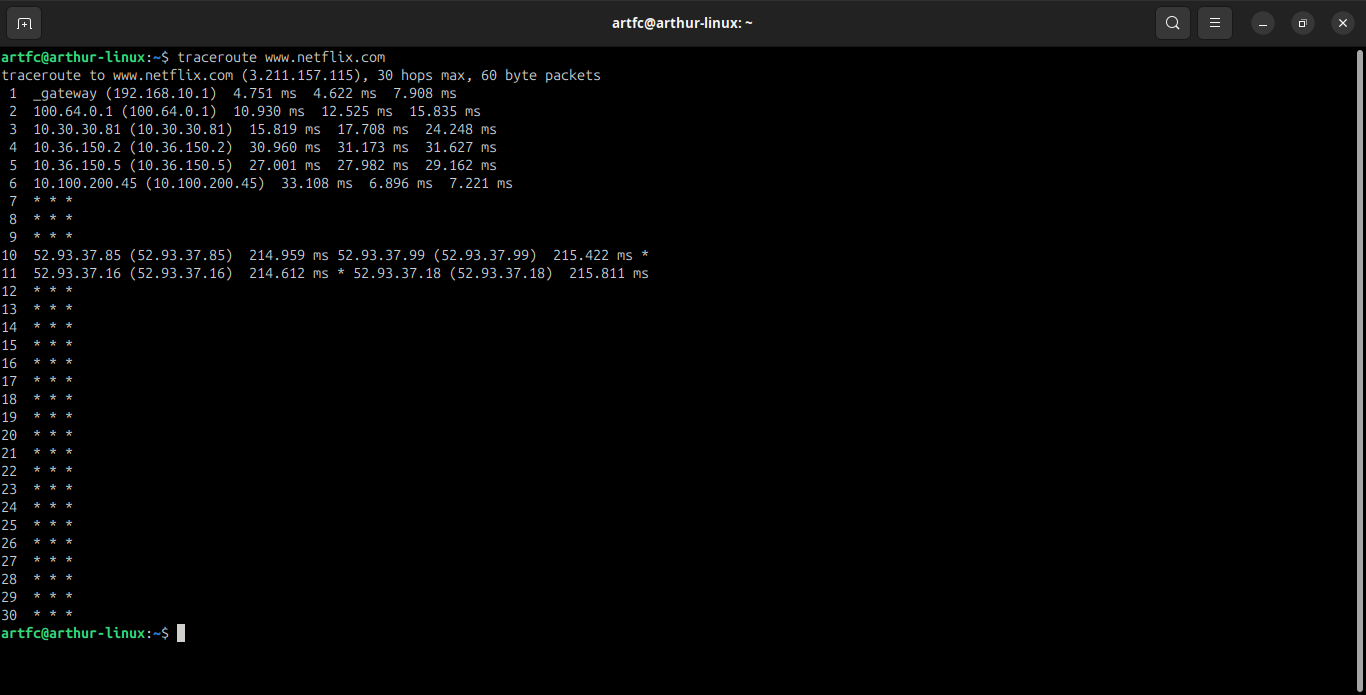 artfc@arthur-linux: ~
artfc@arthur-linux:~$ traceroute www.netflix.com
traceroute to www.netflix.com (3.211.157.115), 30 hops max, 60 byte packets
 1  _gateway (192.168.10.1)  4.751 ms  4.622 ms  7.908 ms
 2  100.64.0.1 (100.64.0.1)  10.930 ms  12.525 ms  15.835 ms
 3  10.30.30.81 (10.30.30.81)  15.819 ms  17.708 ms  24.248 ms
 4  10.36.150.2 (10.36.150.2)  30.960 ms  31.173 ms  31.627 ms
 5  10.36.150.5 (10.36.150.5)  27.001 ms  27.982 ms  29.162 ms
 6  10.100.200.45 (10.100.200.45)  33.108 ms  6.896 ms  7.221 ms
 7  * * *
 8  * * *
 9  * * *
10  52.93.37.85 (52.93.37.85)  214.959 ms 52.93.37.99 (52.93.37.99)  215.422 ms *
11  52.93.37.16 (52.93.37.16)  214.612 ms * 52.93.37.18 (52.93.37.18)  215.811 ms
12  * * *
13  * * *
14  * * *
15  * * *
16  * * *
17  * * *
18  * * *
19  * * *
20  * * *
21  * * *
22  * * *
23  * * *
24  * * *
25  * * *
26  * * *
27  * * *
28  * * *
29  * * *
30  * * *
artfc@arthur-linux:~$